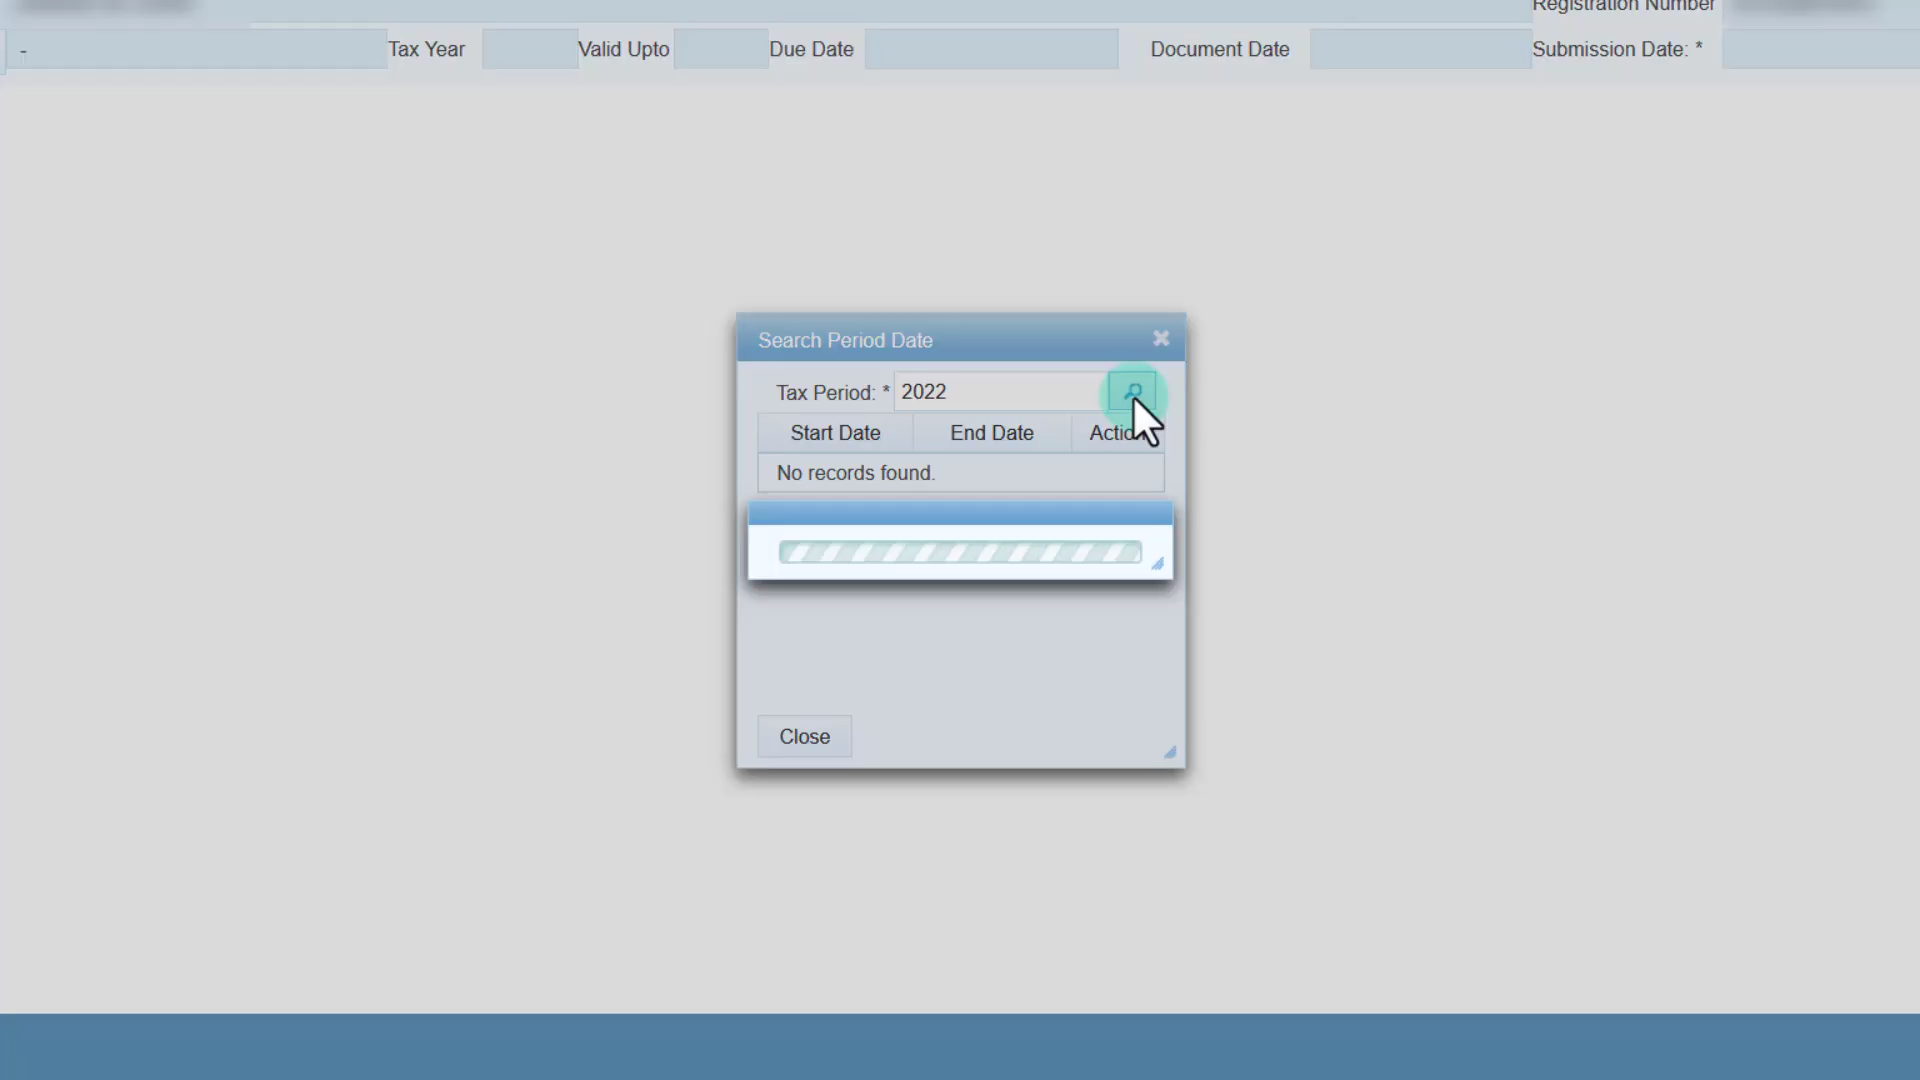 Registration Number
- Tax Year Valid Upto Due Date Document Date Submission Date: *
Search Period Date
Tax Period: * 2022
Start Date End Date Action
No records found.
Close